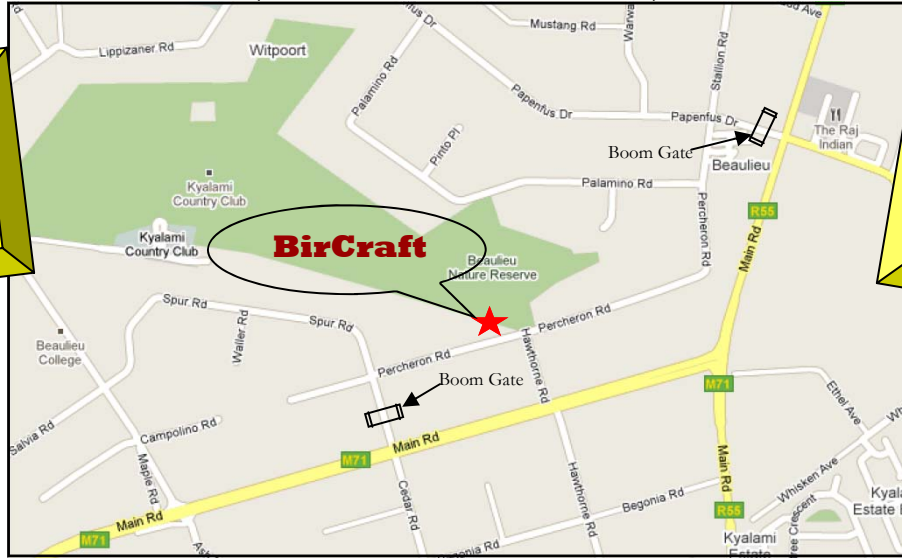 Lippizaner Rd
Witpoort
Mustang Rd
Palamino Rd
Papenfus Dr
Stallion Rd
Papenfus Dr
The Raj
Indian
Pinto Pl
Boom Gate
Beaulieu
Kyalami
Country Club
Palamino Rd
R55
Kyalami
Country Club
BirCraft
Beaulieu
Nature Reserve
Percheron Rd
Main Rd
Spur Rd
Spur Rd
Waller Rd
Percheron Rd
Beaulieu
College
Percheron Rd
Hawthorne Rd
Boom Gate
M71
Ethel Ave
Salvia Rd
Campolino Rd
Main Rd
M71
Maple Rd
Cedar Rd
Hawthorne Rd
Main Rd
Whisken Ave
Begonia Rd
Main Rd
M71
R55
Crescent
Kyalami
Estate